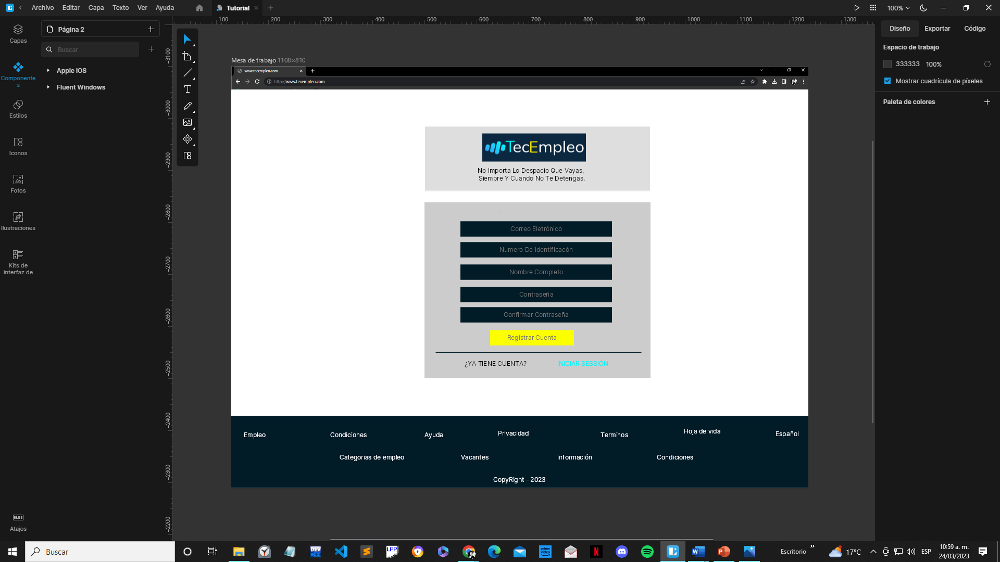 Archivo Editar Capa Texto Ver Ayuda
Tutorial
100%
Capas
Componentes
Estilos
Iconos
Fotos
Ilustraciones
Kits de interfaz de
Atajos
Página 2
Buscar
Apple iOS
Fluent Windows
100 200 300 400 500 600 700 800 900 1000 1100 1200 1300
-3100
-3000
-2900
-2800
-2700
-2600
-2500
-2400
-2300
-2200
Mesa de trabajo 1108×810
www.tecempleo.com
http://www.tecempleo.com
TecEmpleo
No Importa Lo Despacio Que Vayas,
Siempre Y Cuando No Te Detengas.
-
Correo Eletrónico
Numero De Identificacón
Nombre Completo
Contraseña
Confirmar Contraseña
Registrar Cuenta
¿YA TIENE CUENTA? INICIAR SESSIÓN
Empleo Condiciones Ayuda Privacidad Terminos Hoja de vida Español
Categorias de empleo Vacantes Información Condiciones
CopyRight - 2023
Diseño Exportar Código
Espacio de trabajo
333333 100%
Mostrar cuadrícula de píxeles
Paleta de colores
Buscar
DEV
C++
LPP
prime video
Escritorio
17°C
ESP
10:59 a. m.
24/03/2023